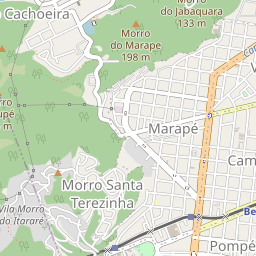 Cachoeira
Morro
do Marapé
198 m
Morro
do Jabaquara
133 m
m
Marapé
Cam
Morro Santa
Terezinha
Vila Morro
do Itararé
Be
Pompé